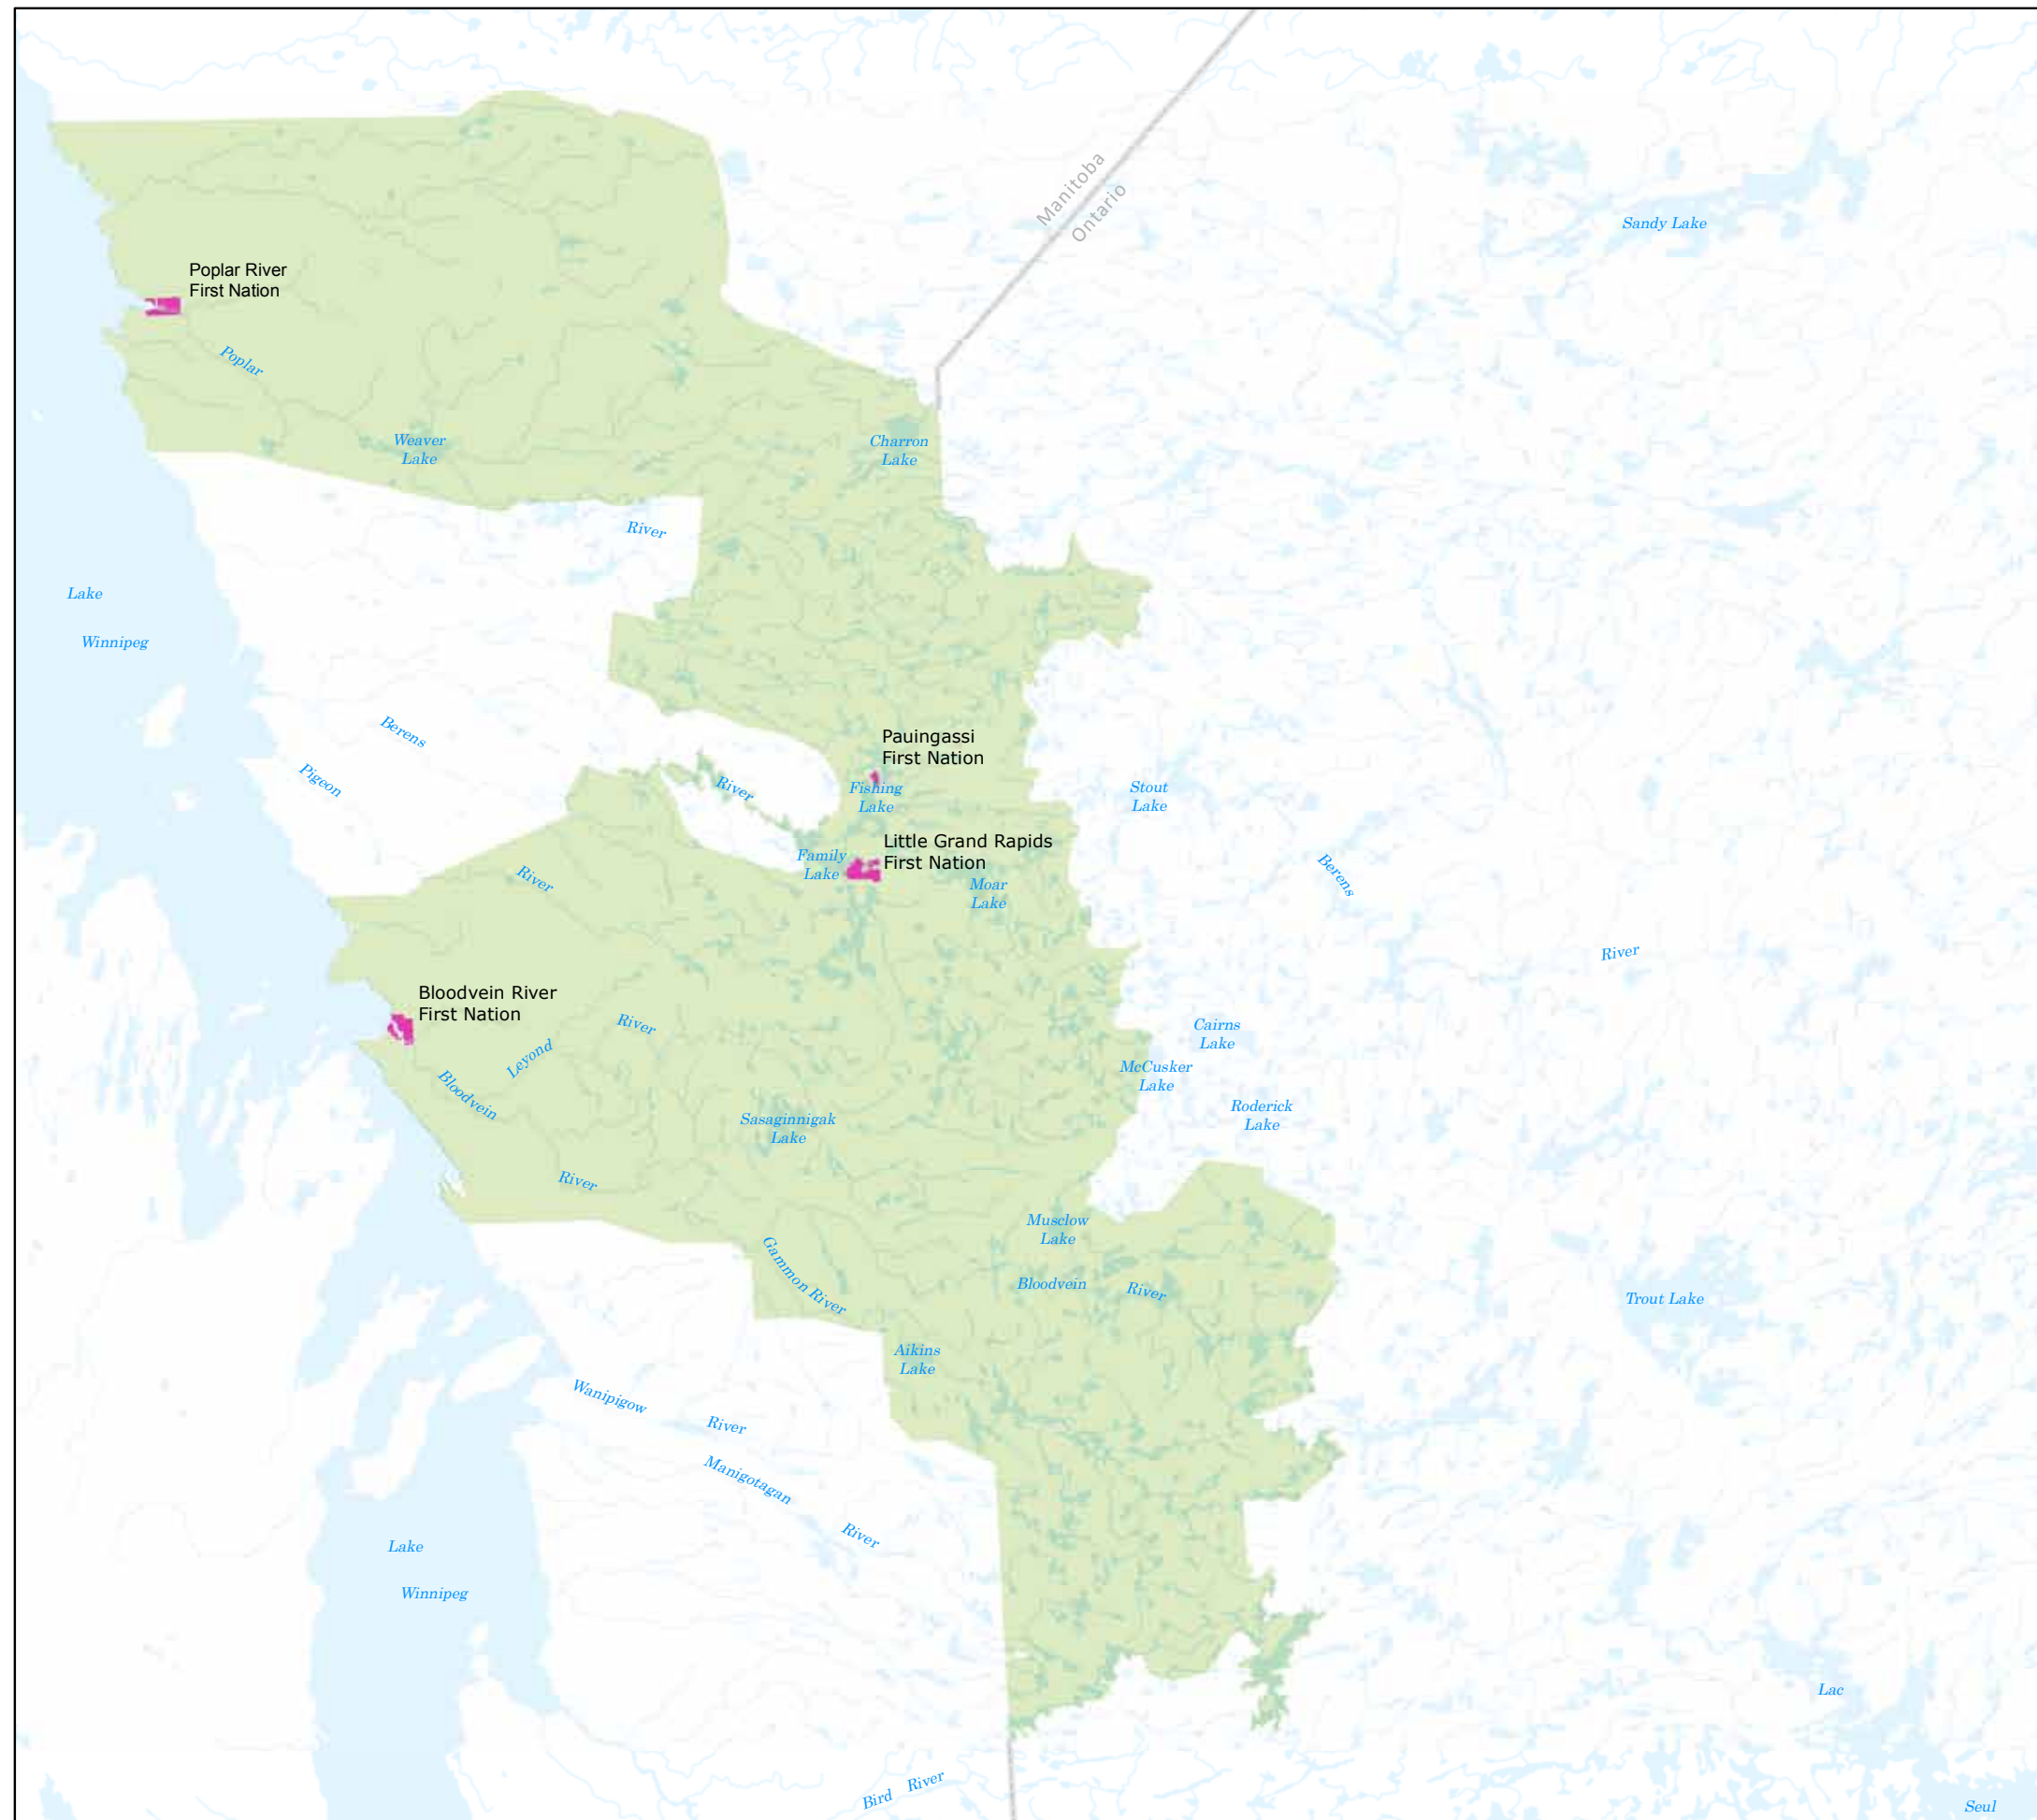 Manitoba
Ontario
Sandy Lake
Poplar River
First Nation
Poplar
Weaver
Lake
Charron
Lake
River
Lake
Winnipeg
Berens
Pigeon
River
Pauingassi
First Nation
Fishing
Lake
Stout
Lake
Little Grand Rapids
First Nation
Family
Lake
Moar
Lake
River
Berens
River
Bloodvein River
First Nation
River
Leyond
Bloodvein
Cairns
Lake
McCusker
Lake
Roderick
Lake
Sasaginnigak
Lake
River
Musclow
Lake
Gammon River
Bloodvein
River
Trout Lake
Aikins
Lake
Wanipigow
River
Manigotagan
River
Lake
Winnipeg
Lac
Seul
Bird River